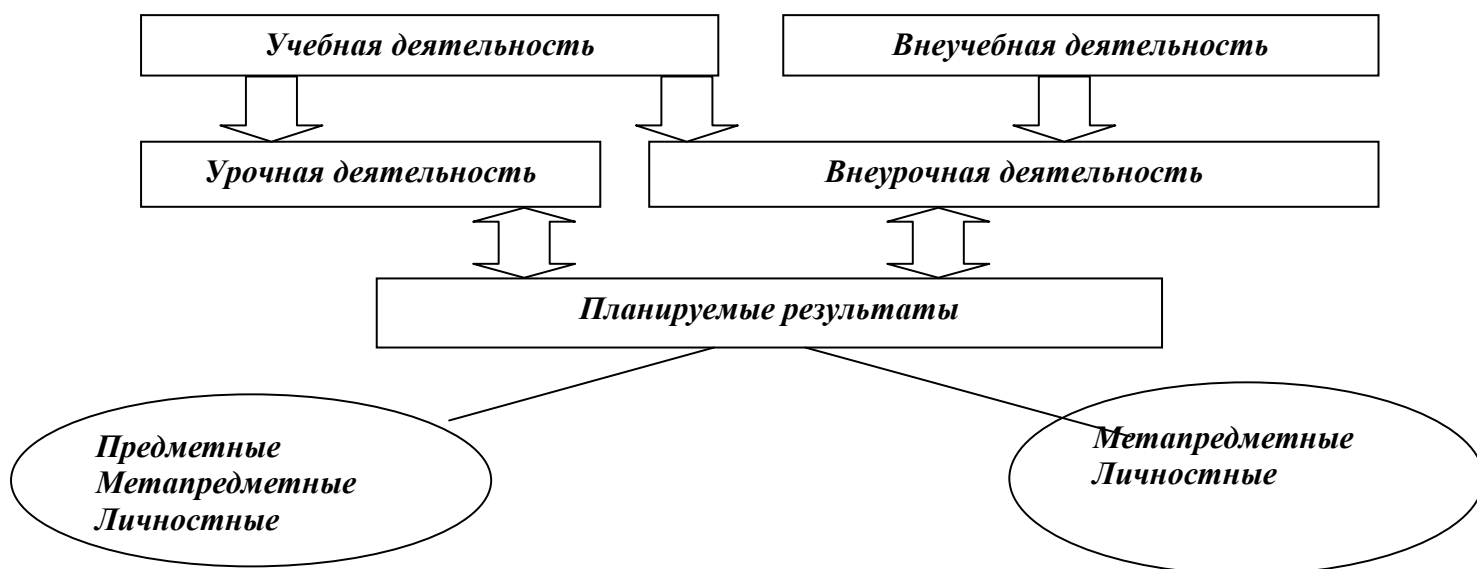 Учебная деятельность
Внеучебная деятельность
Урочная деятельность
Внеурочная деятельность
Планируемые результаты
Предметные
Метапредметные
Личностные
Метапредметные
Личностные